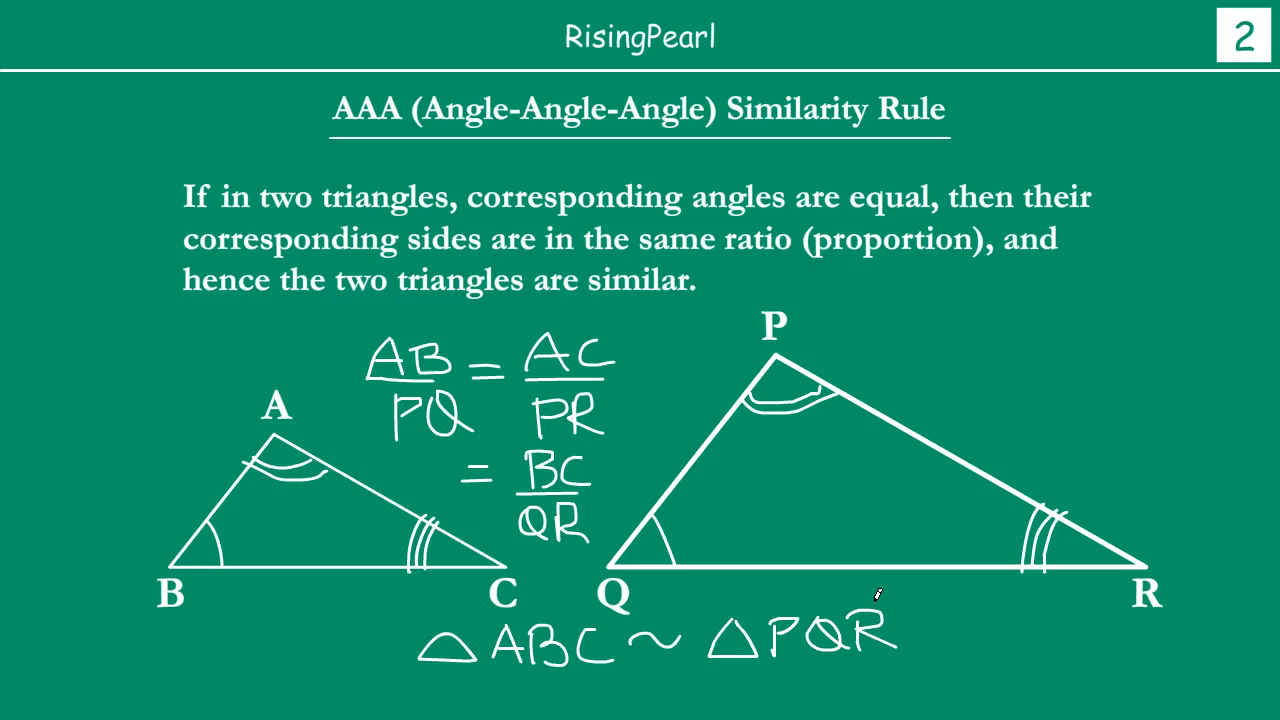 RisingPearl
2
AAA (Angle-Angle-Angle) Similarity Rule
If in two triangles, corresponding angles are equal, then their
corresponding sides are in the same ratio (proportion), and
hence the two triangles are similar.
AB/PQ = AC/PR
= BC/QR
A
B
C
P
Q
R
△ ABC ~ △ PQR